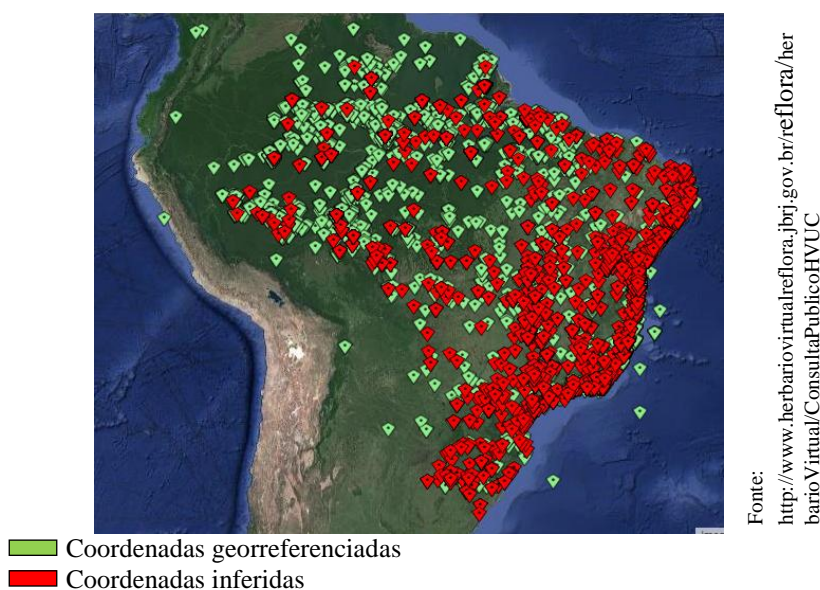 Fonte:
http://www.herbariovirtualreflora.jbrj.gov.br/reflora/her
barioVirtual/ConsultaPublicoHVUC
Coordenadas georreferenciadas
Coordenadas inferidas